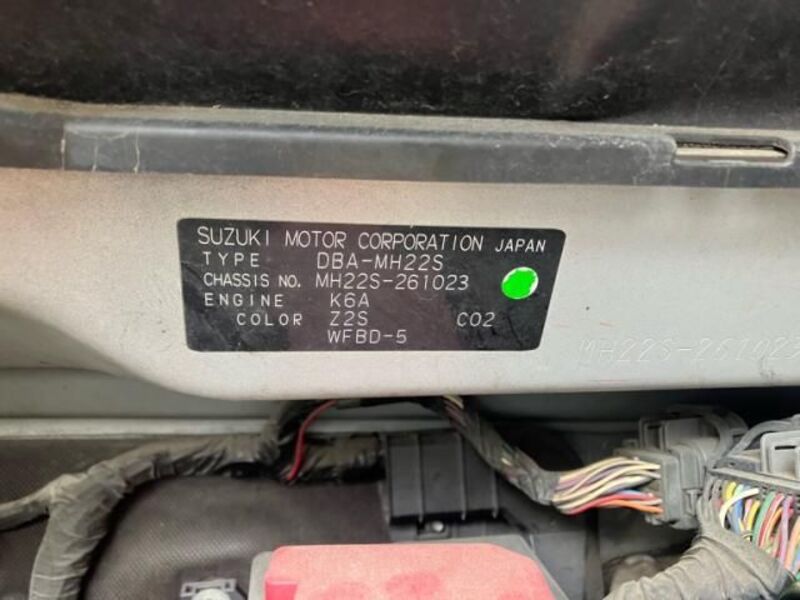 SUZUKI MOTOR CORPORATION JAPAN
TYPE DBA-MH22S
CHASSIS NO. MH22S-261023
ENGINE K6A
COLOR Z2S C02
WFBD-5
MH22S-261023